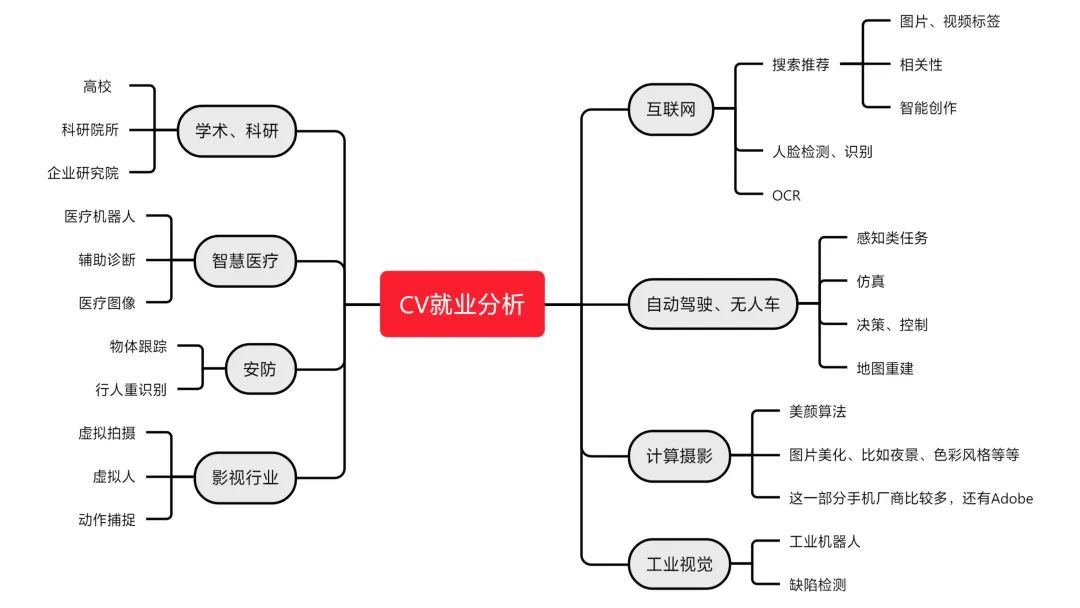 CV就业分析
学术、科研
高校
科研院所
企业研究院
智慧医疗
医疗机器人
辅助诊断
医疗图像
安防
物体跟踪
行人重识别
影视行业
虚拟拍摄
虚拟人
动作捕捉
互联网
搜索推荐
图片、视频标签
相关性
智能创作
人脸检测、识别
OCR
自动驾驶、无人车
感知类任务
仿真
决策、控制
地图重建
计算摄影
美颜算法
图片美化、比如夜景、色彩风格等等
这一部分手机厂商比较多，还有Adobe
工业视觉
工业机器人
缺陷检测